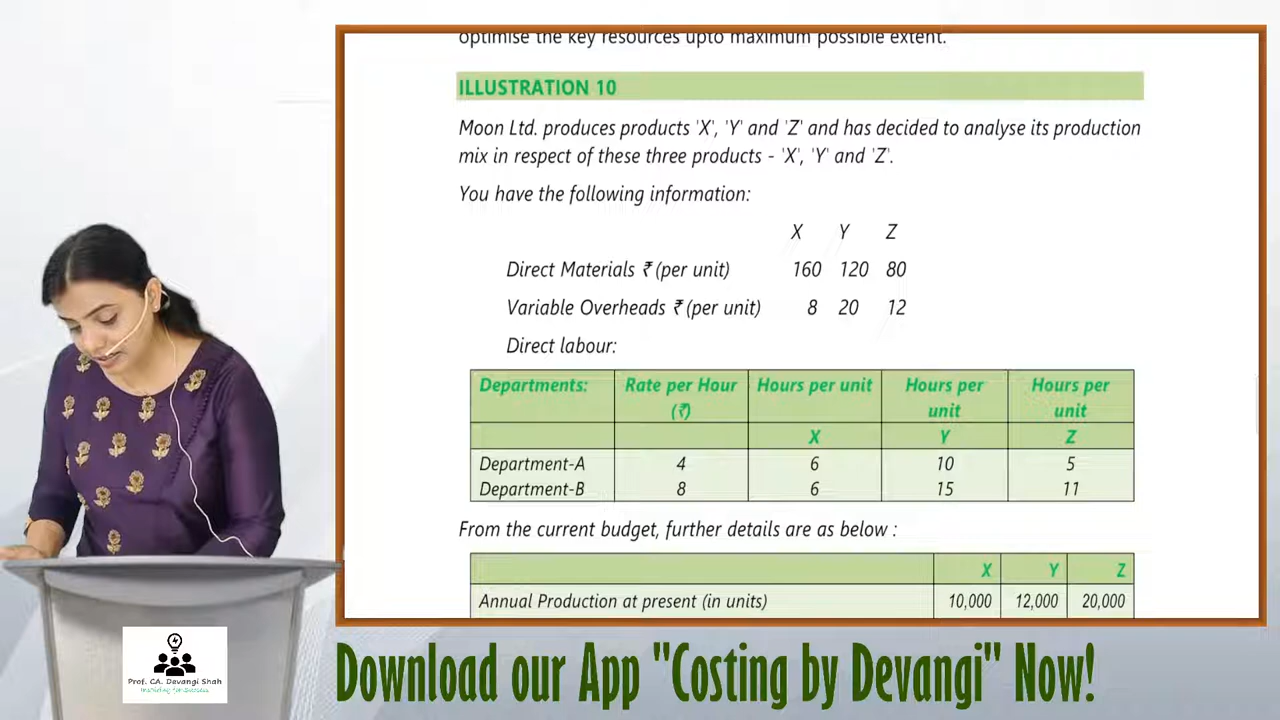 optimise the key resources upto maximum possible extent.
ILLUSTRATION 10
Moon Ltd. produces products 'X', 'Y' and 'Z' and has decided to analyse its production
mix in respect of these three products - 'X', 'Y' and 'Z'.
You have the following information:
X Y Z
Direct Materials ₹ (per unit) 160 120 80
Variable Overheads ₹ (per unit) 8 20 12
Direct labour:
Departments: Rate per Hour (₹) Hours per unit Hours per unit Hours per unit
X Y Z
Department-A 4 6 10 5
Department-B 8 6 15 11
From the current budget, further details are as below :
X Y Z
Annual Production at present (in units) 10,000 12,000 20,000
Prof. CA. Devangi Shah
Download our App "Costing by Devangi" Now!